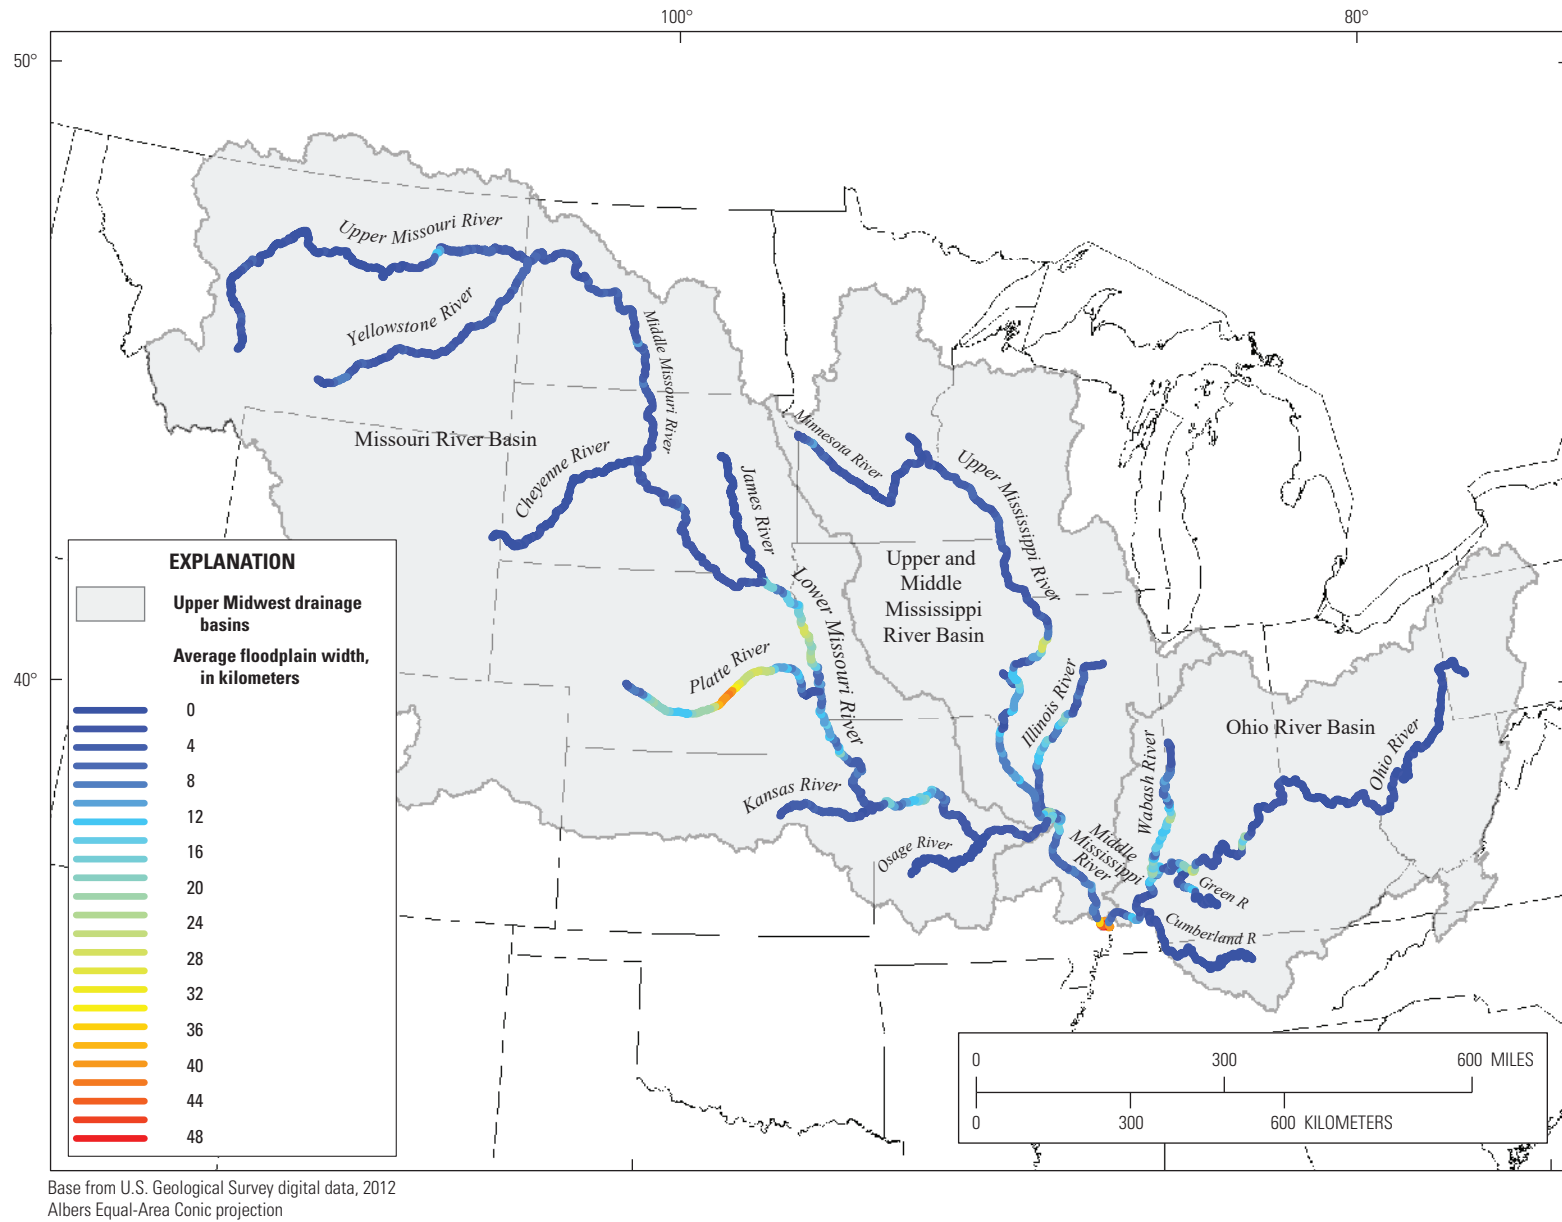 100°
80°
50°
Upper Missouri River
Yellowstone River
Middle Missouri River
Missouri River Basin
Minnesota River
Cheyenne River
Upper Mississippi River
James River
EXPLANATION
Upper Midwest drainage
basins
Average floodplain width,
in kilometers
0
4
8
12
16
20
24
28
32
36
40
44
48
Upper and
Middle
Mississippi
River Basin
Lower Missouri River
Platte River
40°
Illinois River
Ohio River Basin
Ohio River
Wabash River
Kansas River
Osage River
Middle
Mississippi
River
Green R
Cumberland R
0
300
600 MILES
0
300
600 KILOMETERS
Base from U.S. Geological Survey digital data, 2012
Albers Equal-Area Conic projection